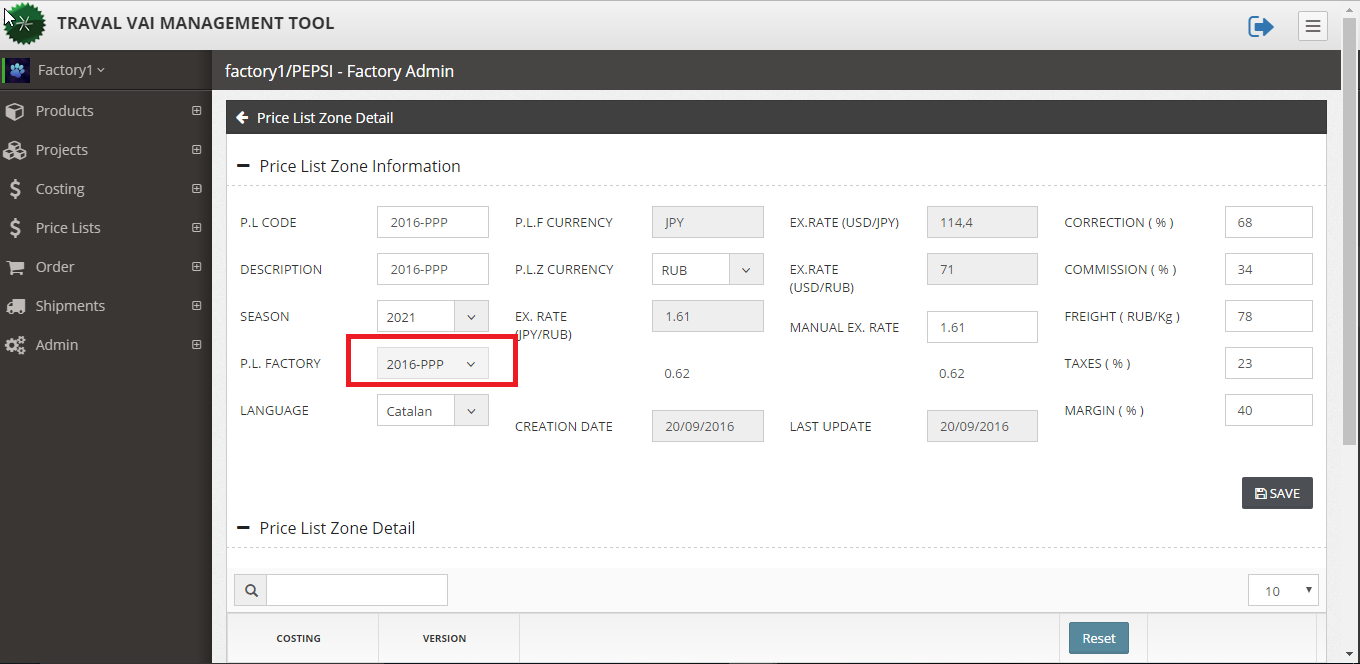 TRAVAL VAI MANAGEMENT TOOL
Factory1
factory1/PEPSI - Factory Admin
Products
Projects
Costing
Price Lists
Order
Shipments
Admin
Price List Zone Detail
Price List Zone Information
P.L CODE 2016-PPP P.L.F CURRENCY JPY EX.RATE (USD/JPY) 114,4 CORRECTION ( % ) 68
DESCRIPTION 2016-PPP P.L.Z CURRENCY RUB EX.RATE 71 COMMISSION ( % ) 34
(USD/RUB)
SEASON 2021 EX. RATE 1.61 MANUAL EX. RATE 1.61 FREIGHT ( RUB/Kg ) 78
(JPY/RUB)
P.L. FACTORY 2016-PPP 0.62 0.62 TAXES ( % ) 23
LANGUAGE Catalan CREATION DATE 20/09/2016 LAST UPDATE 20/09/2016 MARGIN ( % ) 40
SAVE
Price List Zone Detail
10
COSTING VERSION Reset